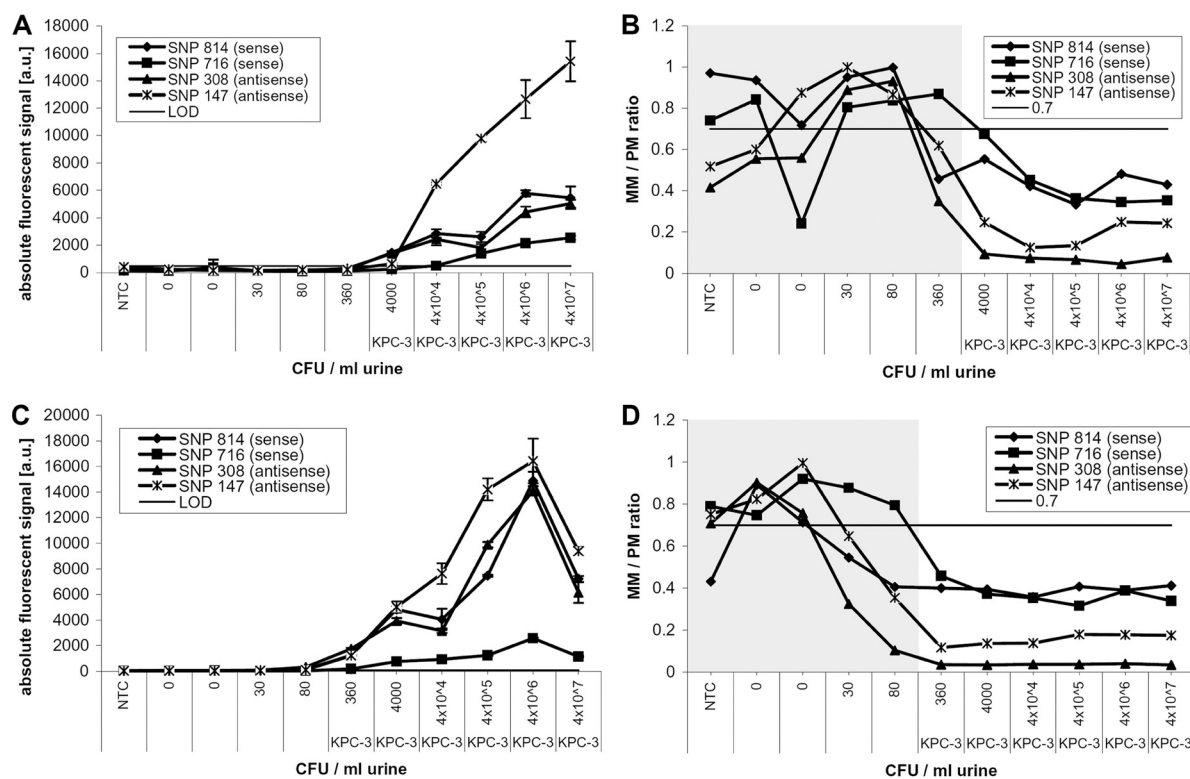 A
absolute fluorescent signal [a.u.]
18000
16000
14000
12000
10000
8000
6000
4000
2000
0
SNP 814 (sense)
SNP 716 (sense)
SNP 308 (antisense)
SNP 147 (antisense)
LOD
NTC
0
0
30
80
360
4000
4x10^4
4x10^5
4x10^6
4x10^7
KPC-3
KPC-3
KPC-3
KPC-3
KPC-3
CFU / ml urine
B
MM / PM ratio
1.2
1
0.8
0.6
0.4
0.2
0
SNP 814 (sense)
SNP 716 (sense)
SNP 308 (antisense)
SNP 147 (antisense)
0.7
NTC
0
0
30
80
360
4000
4x10^4
4x10^5
4x10^6
4x10^7
KPC-3
KPC-3
KPC-3
KPC-3
KPC-3
CFU / ml urine
C
absolute fluorescent signal [a.u.]
20000
18000
16000
14000
12000
10000
8000
6000
4000
2000
0
SNP 814 (sense)
SNP 716 (sense)
SNP 308 (antisense)
SNP 147 (antisense)
LOD
NTC
0
0
30
80
360
4000
4x10^4
4x10^5
4x10^6
4x10^7
KPC-3
KPC-3
KPC-3
KPC-3
KPC-3
KPC-3
CFU / ml urine
D
MM / PM ratio
1.2
1
0.8
0.6
0.4
0.2
0
SNP 814 (sense)
SNP 716 (sense)
SNP 308 (antisense)
SNP 147 (antisense)
0.7
NTC
0
0
30
80
360
4000
4x10^4
4x10^5
4x10^6
4x10^7
KPC-3
KPC-3
KPC-3
KPC-3
KPC-3
KPC-3
CFU / ml urine